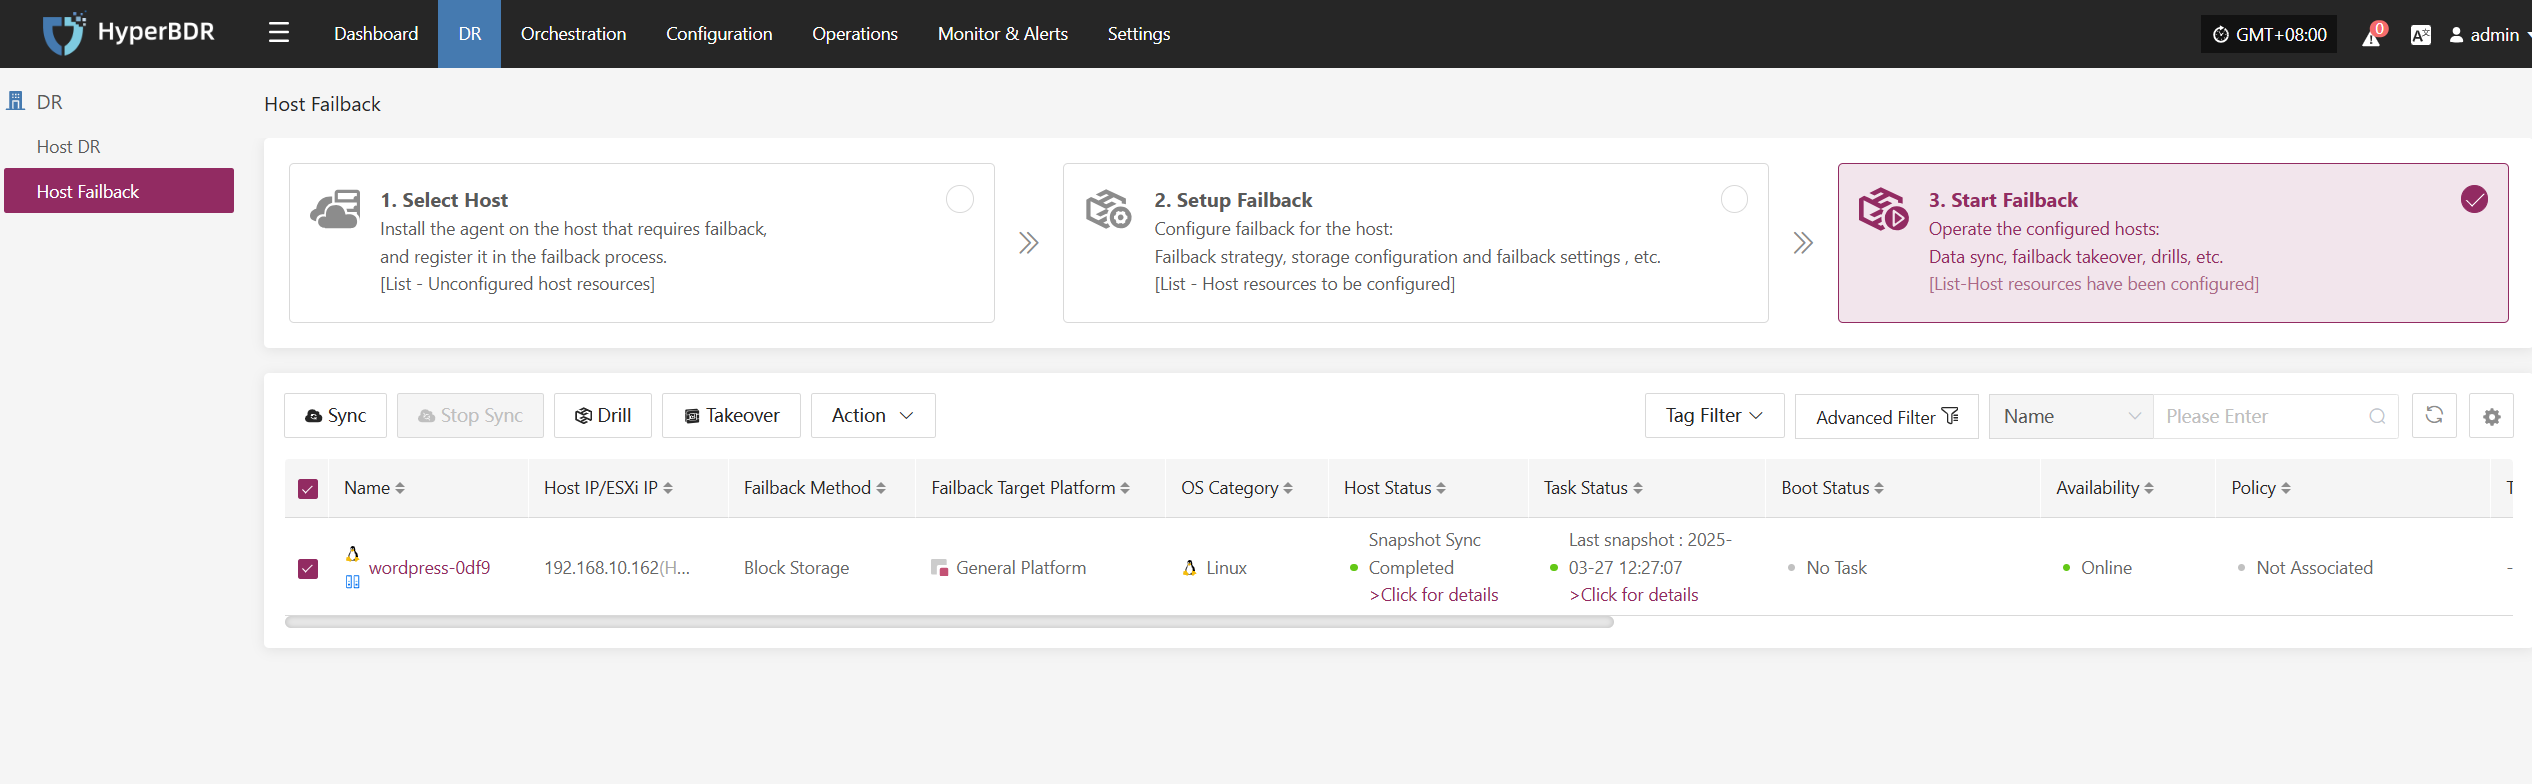 HyperBDR
Dashboard
DR
Orchestration
Configuration
Operations
Monitor & Alerts
Settings
GMT+08:00
0
admin
DR
Host DR
Host Failback
Host Failback
1. Select Host
Install the agent on the host that requires failback,
and register it in the failback process.
[List - Unconfigured host resources]
2. Setup Failback
Configure failback for the host:
Failback strategy, storage configuration and failback settings , etc.
[List - Host resources to be configured]
3. Start Failback
Operate the configured hosts:
Data sync, failback takeover, drills, etc.
[List-Host resources have been configured]
Sync
Stop Sync
Drill
Takeover
Action
Tag Filter
Advanced Filter
Name
Please Enter
Name
Host IP/ESXi IP
Failback Method
Failback Target Platform
OS Category
Host Status
Task Status
Boot Status
Availability
Policy
wordpress-0df9
192.168.10.162(H...
Block Storage
General Platform
Linux
Snapshot Sync
Completed
>Click for details
Last snapshot : 2025-
03-27 12:27:07
>Click for details
No Task
Online
Not Associated
-